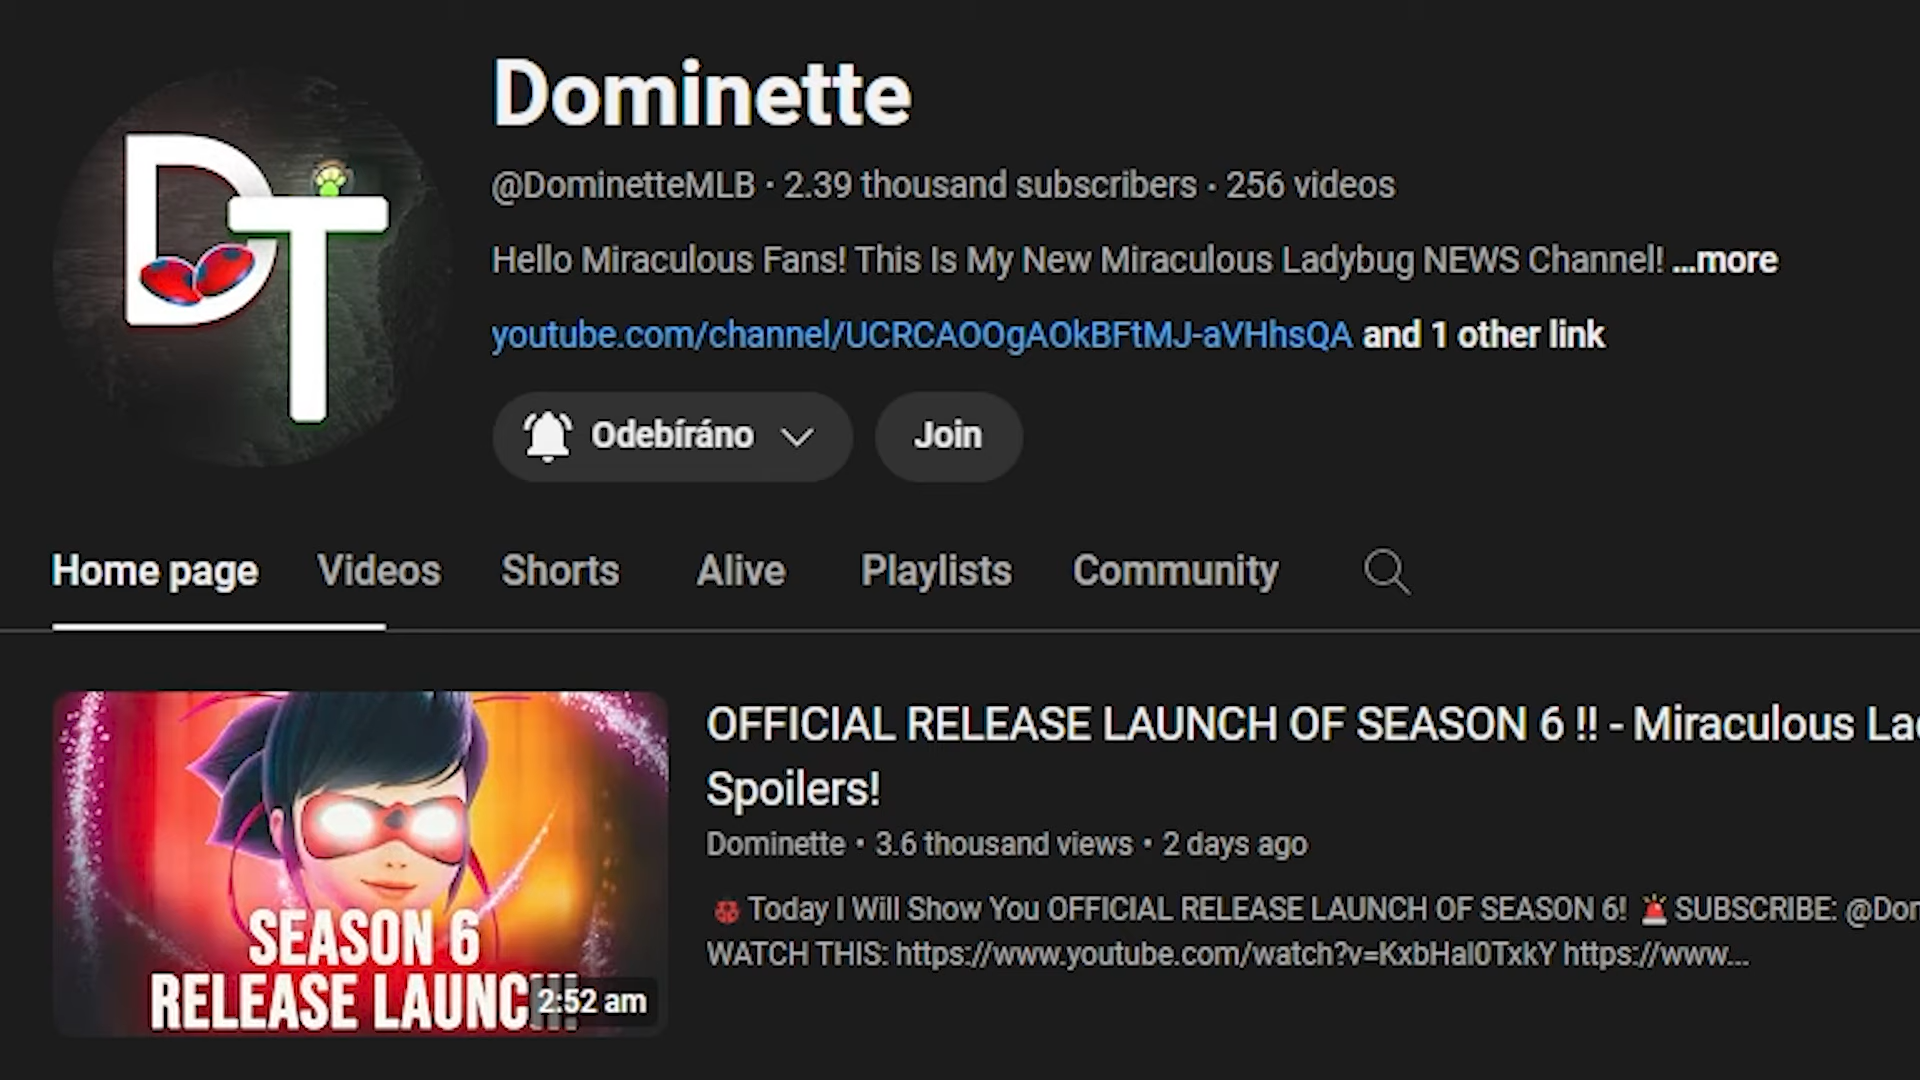 DT
Dominette
@DominetteMLB · 2.39 thousand subscribers · 256 videos
Hello Miraculous Fans! This Is My New Miraculous Ladybug NEWS Channel! ...more
youtube.com/channel/UCRCAOOgAOkBFtMJ-aVHhsQA and 1 other link
Odebíráno
Join
Home page Videos Shorts Alive Playlists Community
SEASON 6
RELEASE LAUNC
2:52 am
OFFICIAL RELEASE LAUNCH OF SEASON 6 !! - Miraculous
Spoilers!
Dominette · 3.6 thousand views · 2 days ago
Today I Will Show You OFFICIAL RELEASE LAUNCH OF SEASON 6! SUBSCRIBE:
WATCH THIS: https://www.youtube.com/watch?v=KxbHaI0TxkY https://www...